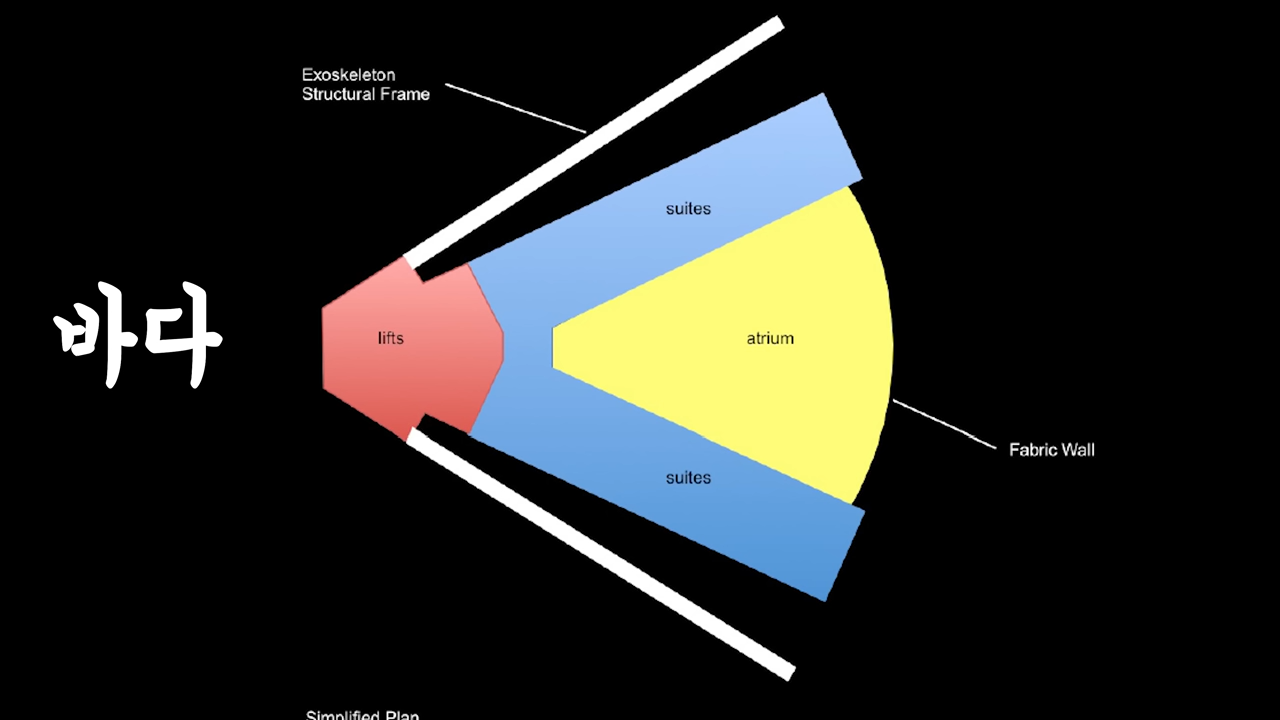 Exoskeleton
Structural Frame
suites
바다
lifts
atrium
Fabric Wall
suites
Simplified Plan